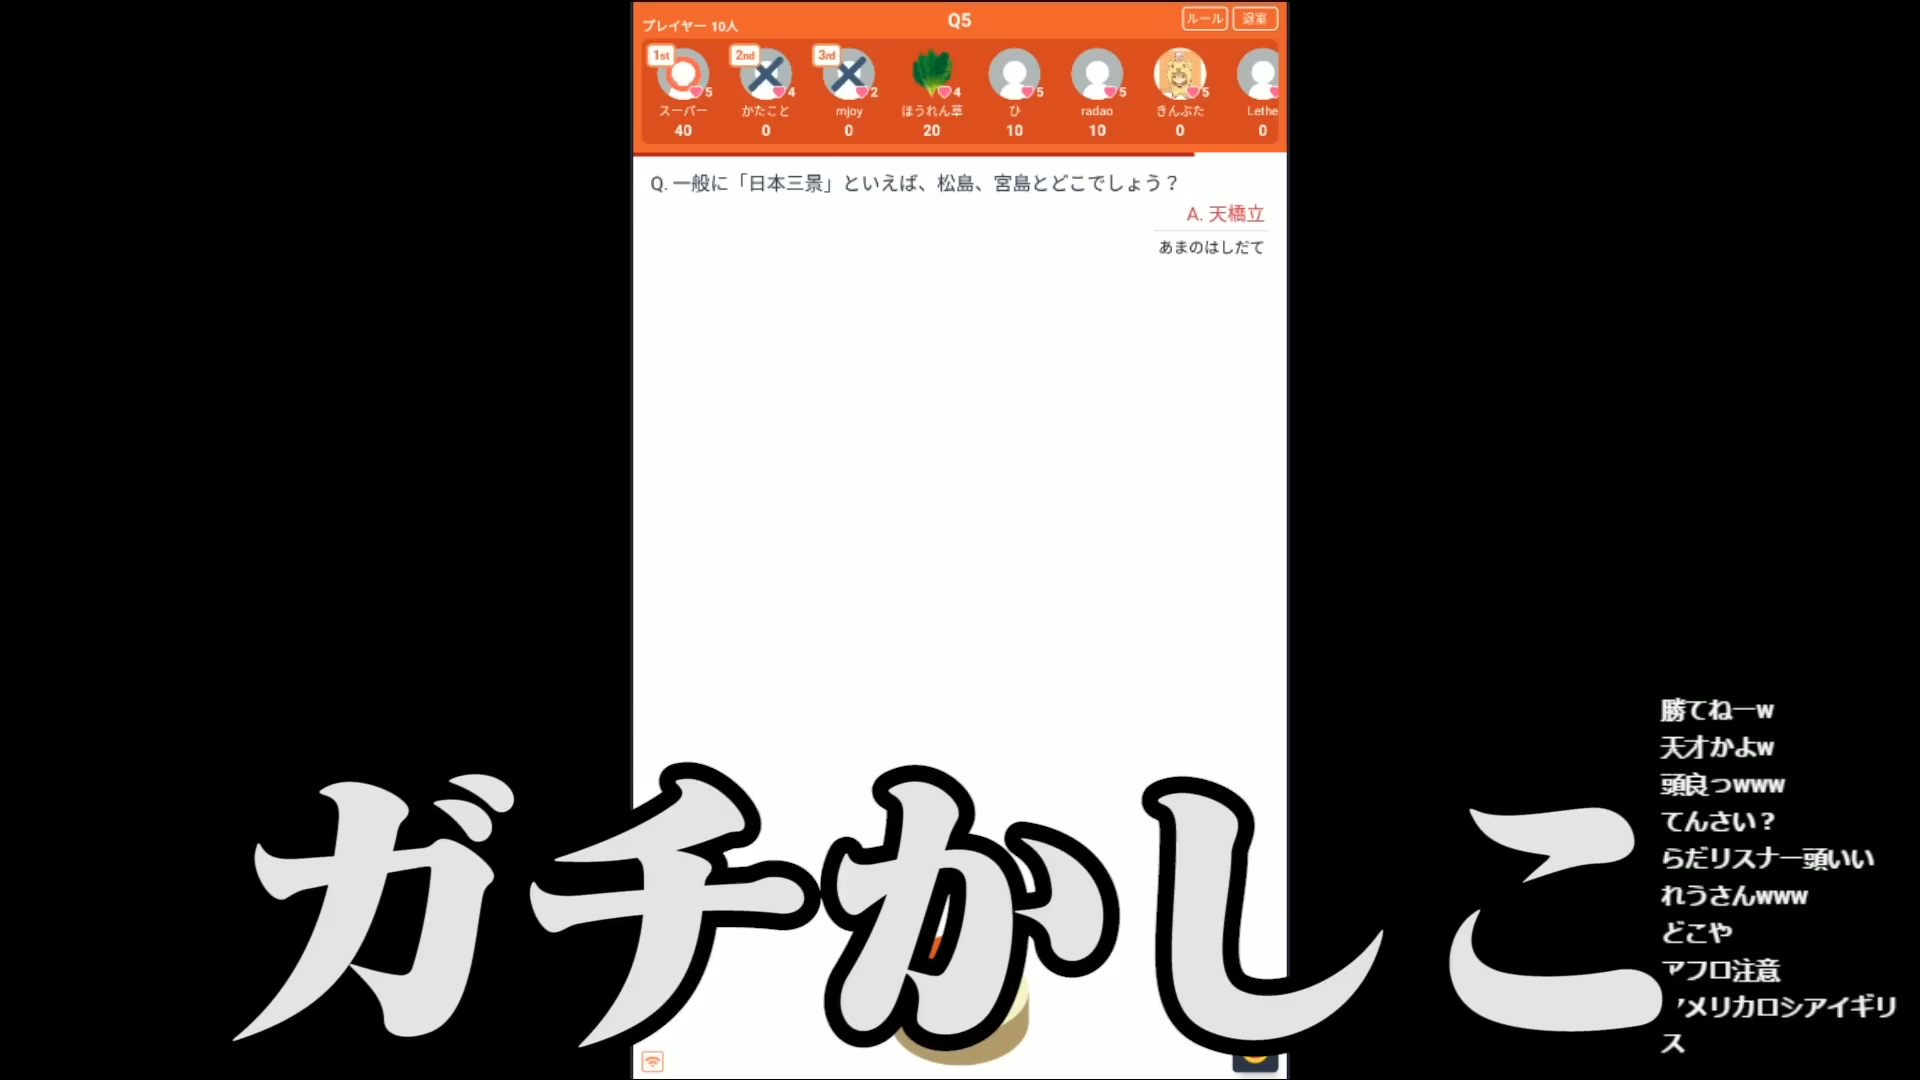 プレイヤー 10人
Q5
ルール
退室
1st
2nd
3rd
5
4
2
4
5
5
5
スーパー
かたこと
mjoy
ほうれん草
ひ
radao
きんぶた
Lethe
40
0
0
20
10
10
0
0
Q. 一般に「日本三景」といえば、松島、宮島とどこでしょう？
A. 天橋立
あまのはしだて
ガチかしこ
勝てねーw
天才かよw
頭良っwww
てんさい？
らだリスナー頭いい
れうさんwww
どこや
アフロ注意
アメリカロシアイギリ
ス